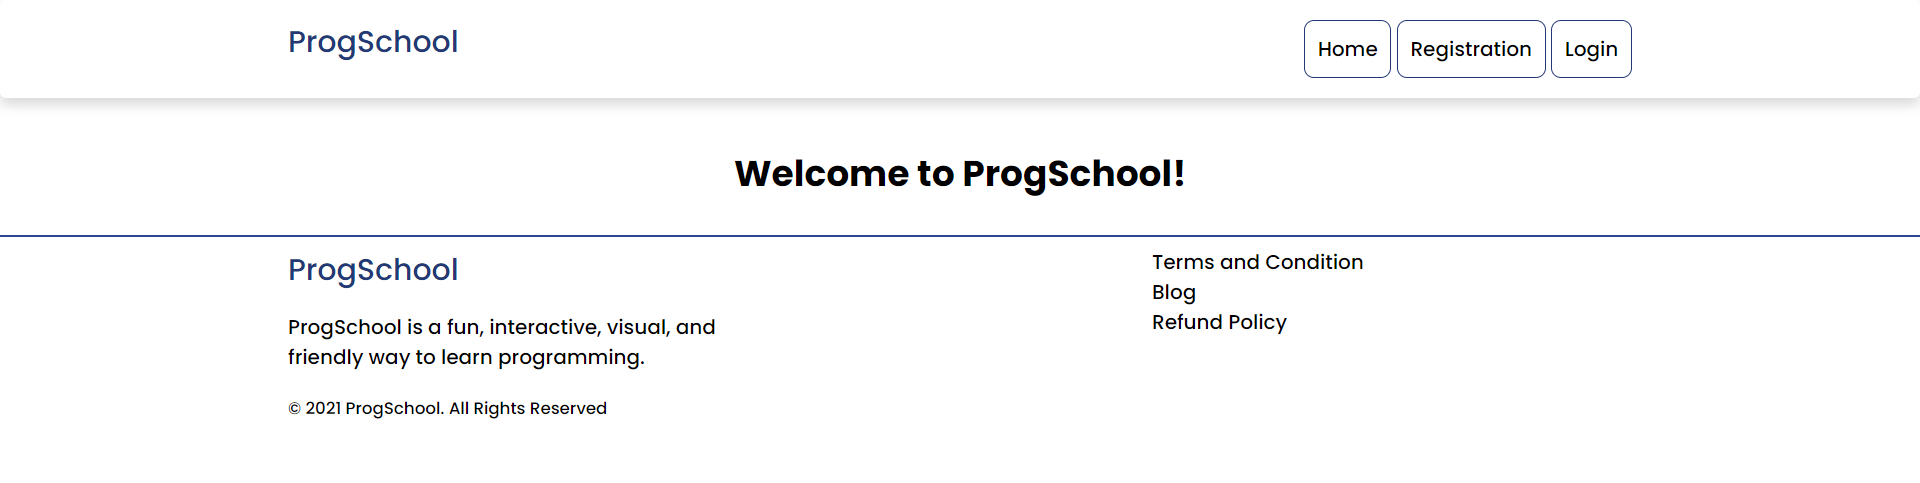 ProgSchool
Home
Registration
Login
Welcome to ProgSchool!
ProgSchool
ProgSchool is a fun, interactive, visual, and
friendly way to learn programming.
© 2021 ProgSchool. All Rights Reserved
Terms and Condition
Blog
Refund Policy